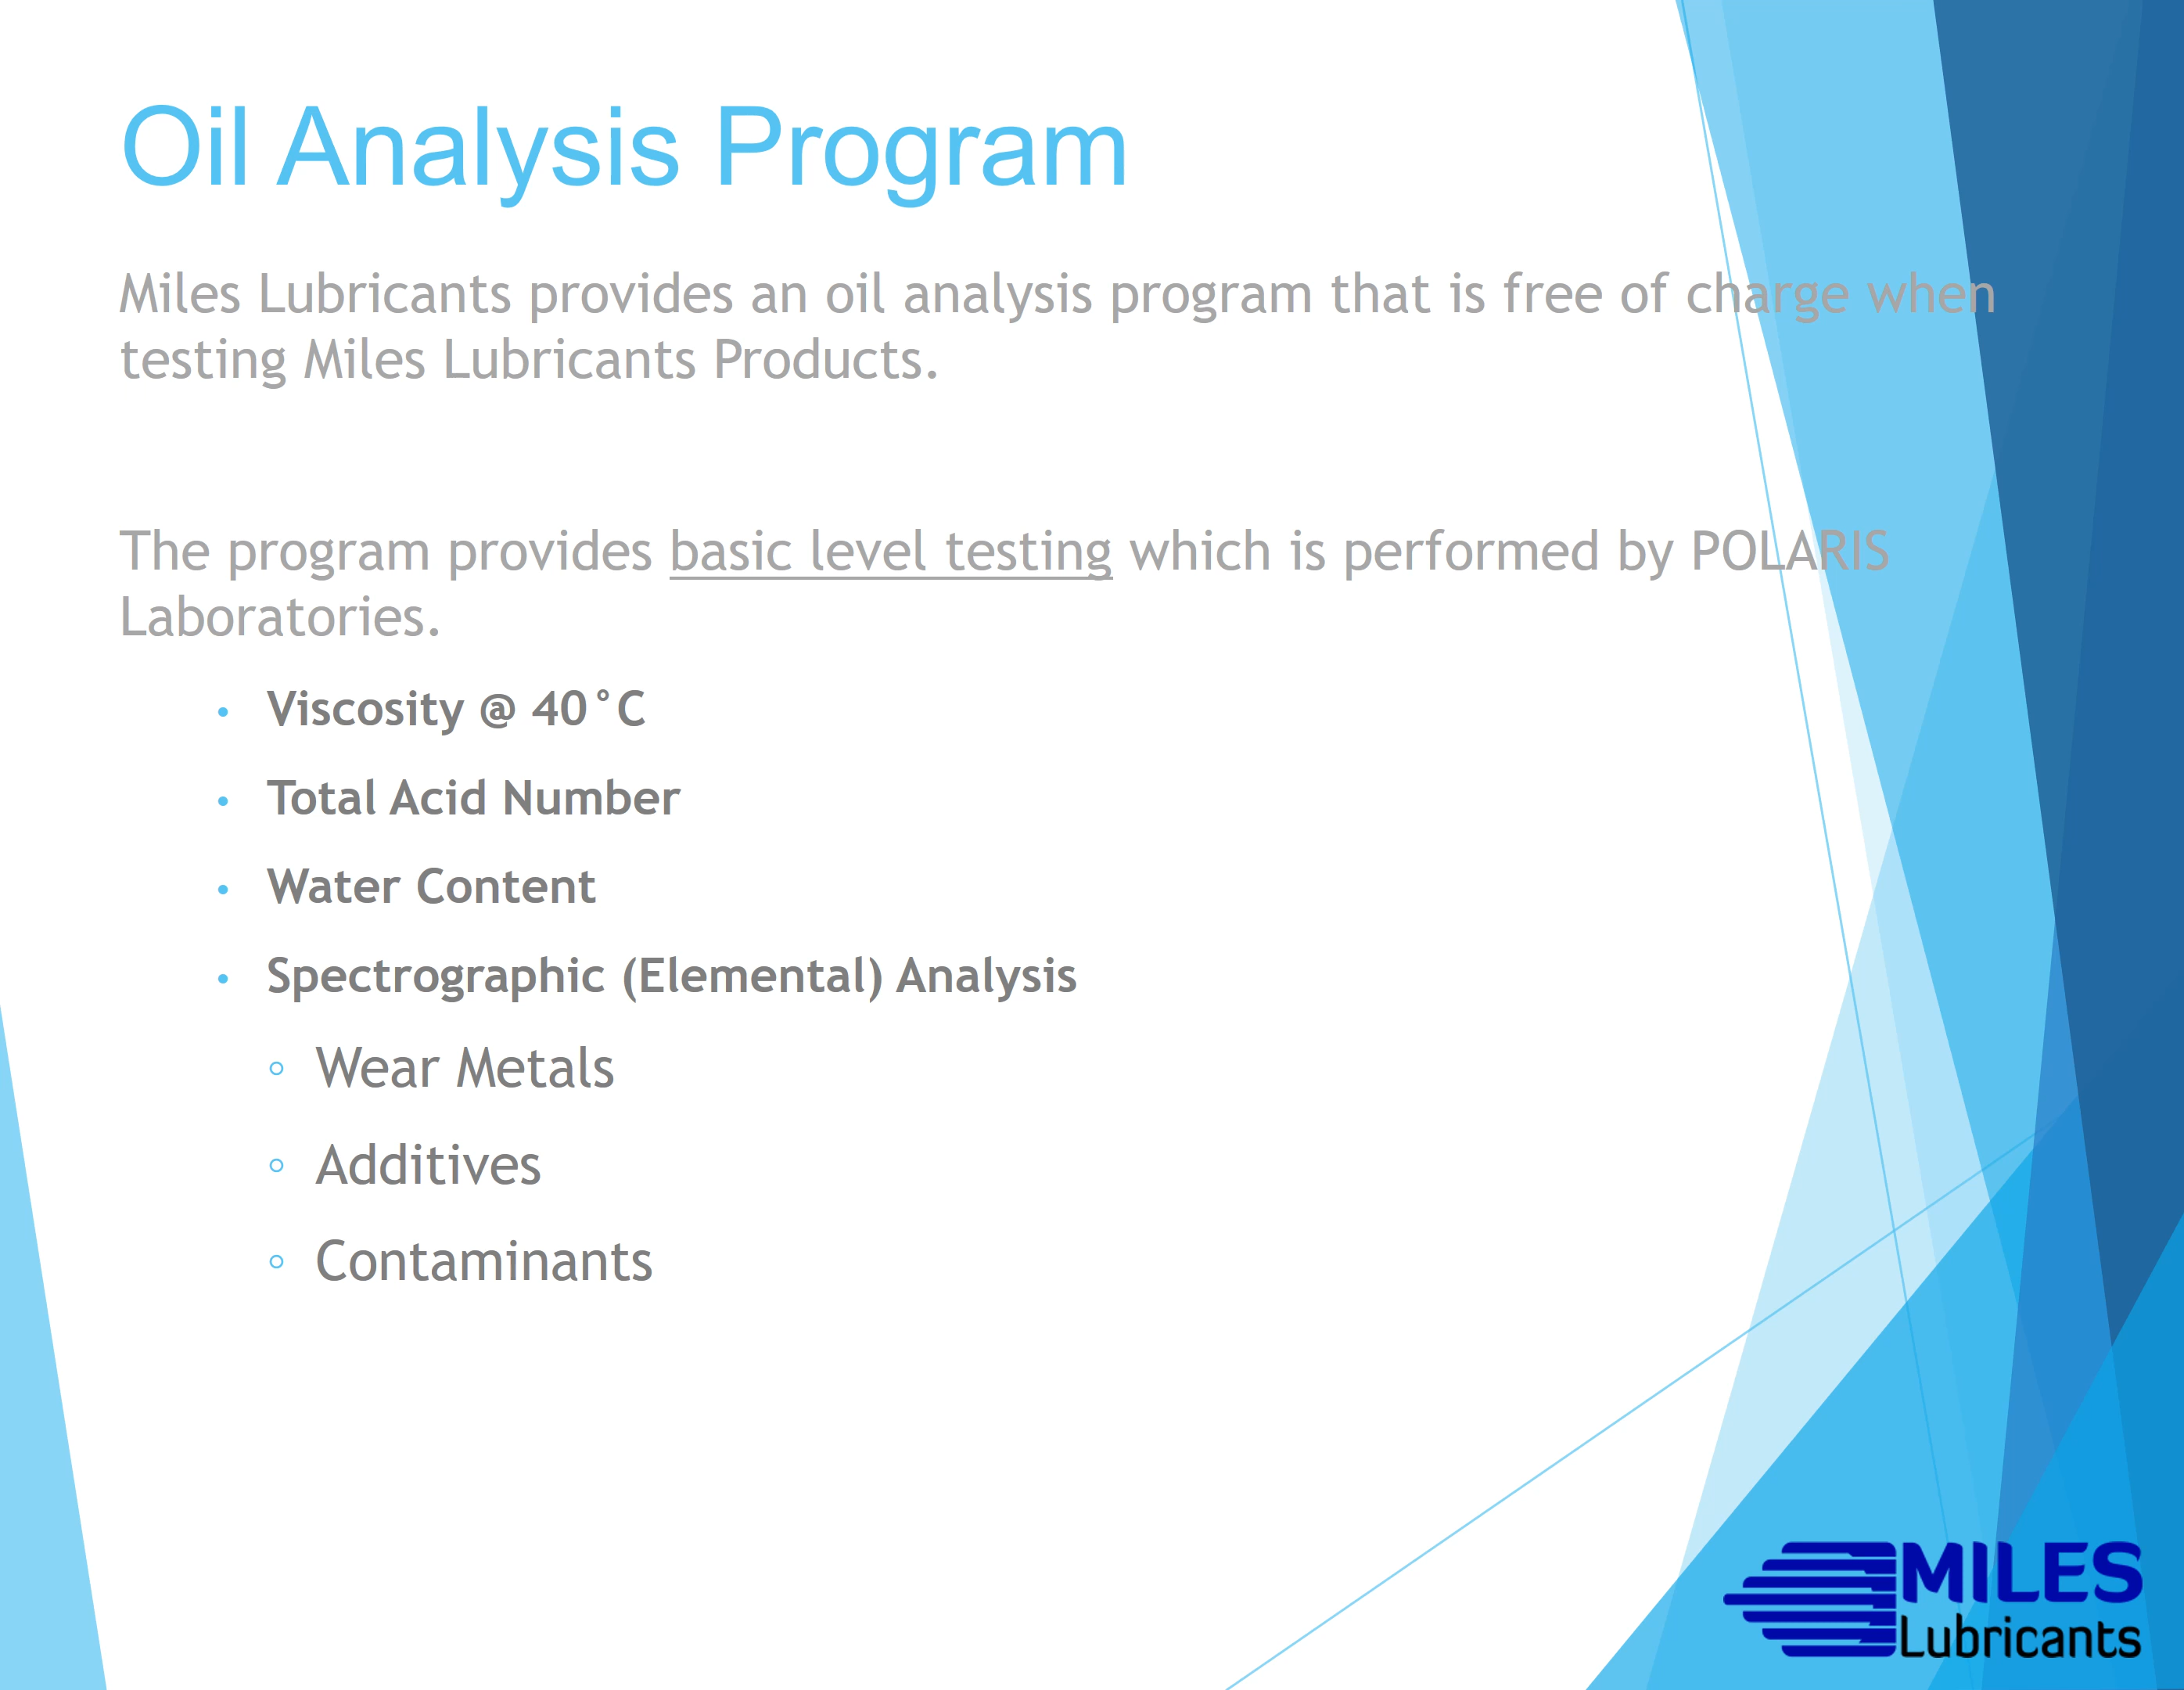 Oil Analysis Program
Miles Lubricants provides an oil analysis program that is free of charge when
testing Miles Lubricants Products.
The program provides basic level testing which is performed by POLARIS
Laboratories.
• Viscosity @ 40°C
• Total Acid Number
• Water Content
• Spectrographic (Elemental) Analysis
◦ Wear Metals
◦ Additives
◦ Contaminants
MILES
Lubricants